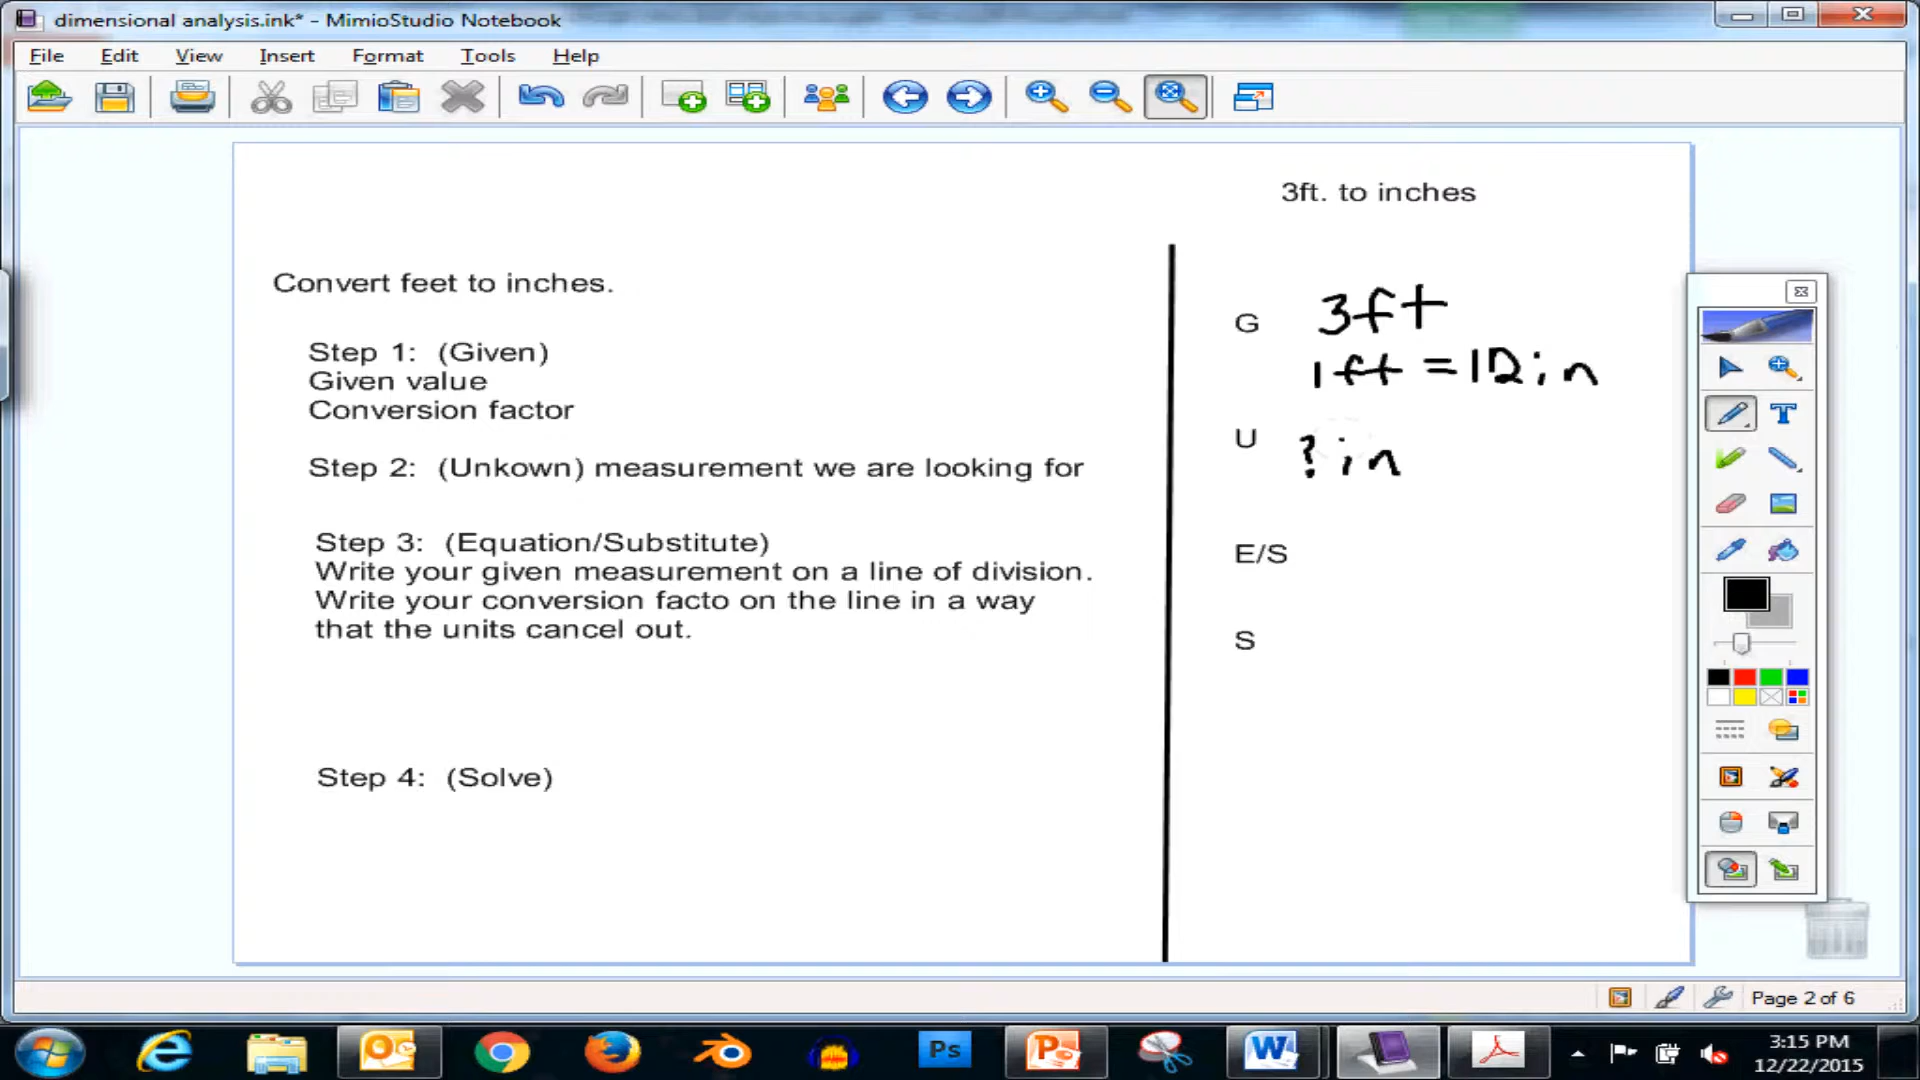 dimensional analysis.ink* - MimioStudio Notebook
File Edit View Insert Format Tools Help
3ft. to inches
Convert feet to inches.
Step 1: (Given)
Given value
Conversion factor
Step 2: (Unkown) measurement we are looking for
Step 3: (Equation/Substitute)
Write your given measurement on a line of division.
Write your conversion facto on the line in a way
that the units cancel out.
Step 4: (Solve)
G 3ft
1ft = 12in
U ? in
E/S
S
T
Page 2 of 6
Ps
3:15 PM
12/22/2015